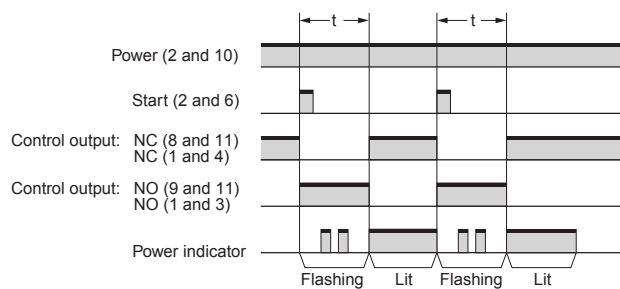 t t
Power (2 and 10)
Start (2 and 6)
Control output: NC (8 and 11)
NC (1 and 4)
Control output: NO (9 and 11)
NO (1 and 3)
Power indicator
Flashing Lit Flashing Lit